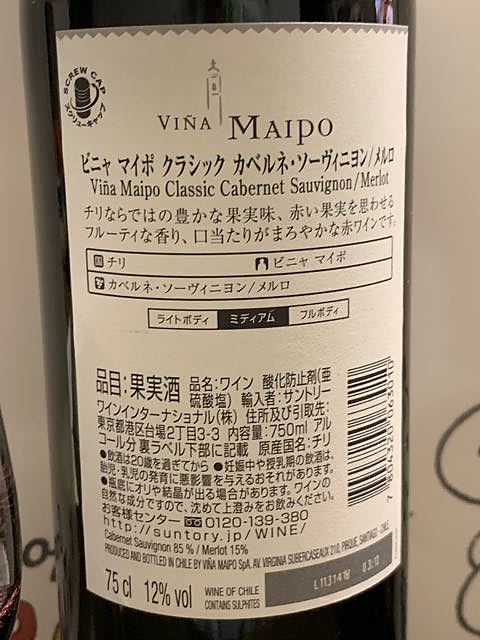 SCREW CAP
スクリューキャップ
VIÑA MAIPO
ビニャ マイポ クラシック カベルネ・ソーヴィニヨン/メルロ
Viña Maipo Classic Cabernet Sauvignon/Merlot
チリならではの豊かな果実味、赤い果実を思わせる
フルーティな香り、口当たりがまろやかな赤ワインです。
チリ ビニャ マイポ
カベルネ・ソーヴィニヨン/メルロ
ライトボディ ミディアム フルボディ
品目:果実酒 品名:ワイン 酸化防止剤(亜
硫酸塩) 輸入者:サントリー
ワインインターナショナル(株) 住所及び引取先:
東京都港区台場2丁目3-3 内容量:750ml アル
コール分 裏ラベル下部に記載 原産国名:チリ
●飲酒は20歳を過ぎてから ●妊娠中や授乳期の飲酒は、
胎児・乳児の発育に悪影響を与えるおそれがあります。
●瓶底にオリや結晶が出る場合があります。ワインの
自然な成分ですので、沈めて上澄みをお飲みください。
お客様センター 0120-139-380
http://suntory.jp/WINE/
7 804320 063010
Cabernet Sauvignon 85 % / Merlot 15%
PRODUCED AND BOTTLED IN CHILE BY VIÑA MAIPO SpA. AV. VIRGINIA SUBERCASEAUX 210, PIRQUE, SANTIAGO - CHILE
75 cl 12% vol
WINE OF CHILE
CONTAINS SULPHITES